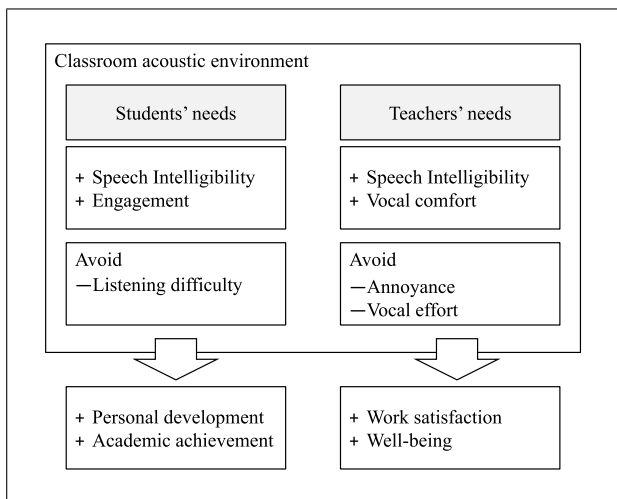 Classroom acoustic environment
Students’ needs
+ Speech Intelligibility
+ Engagement
Avoid
—Listening difficulty
+ Personal development
+ Academic achievement
Teachers’ needs
+ Speech Intelligibility
+ Vocal comfort
Avoid
—Annoyance
—Vocal effort
+ Work satisfaction
+ Well-being